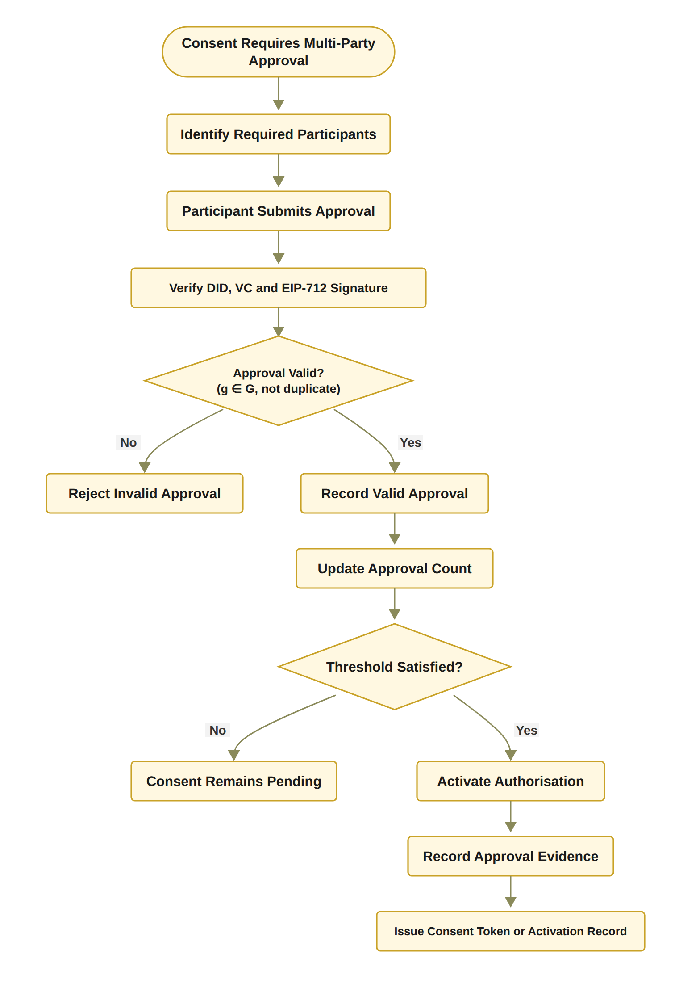 Consent Requires Multi-Party
Approval
Identify Required Participants
Participant Submits Approval
Verify DID, VC and EIP-712 Signature
Approval Valid?
(g ∈ G, not duplicate)
No
Yes
Reject Invalid Approval
Record Valid Approval
Update Approval Count
Threshold Satisfied?
No
Yes
Consent Remains Pending
Activate Authorisation
Record Approval Evidence
Issue Consent Token or Activation Record